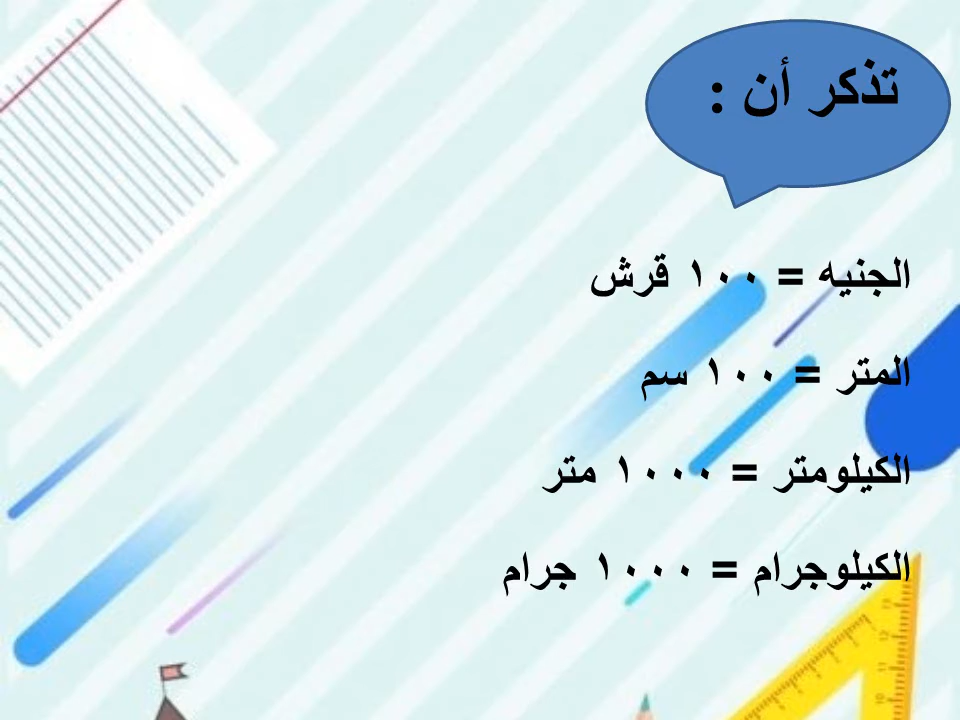 تذكر أن :
الجنيه = ١٠٠ قرش
المتر = ١٠٠ سم
الكيلومتر = ١٠٠٠ متر
الكيلوجرام = ١٠٠٠ جرام